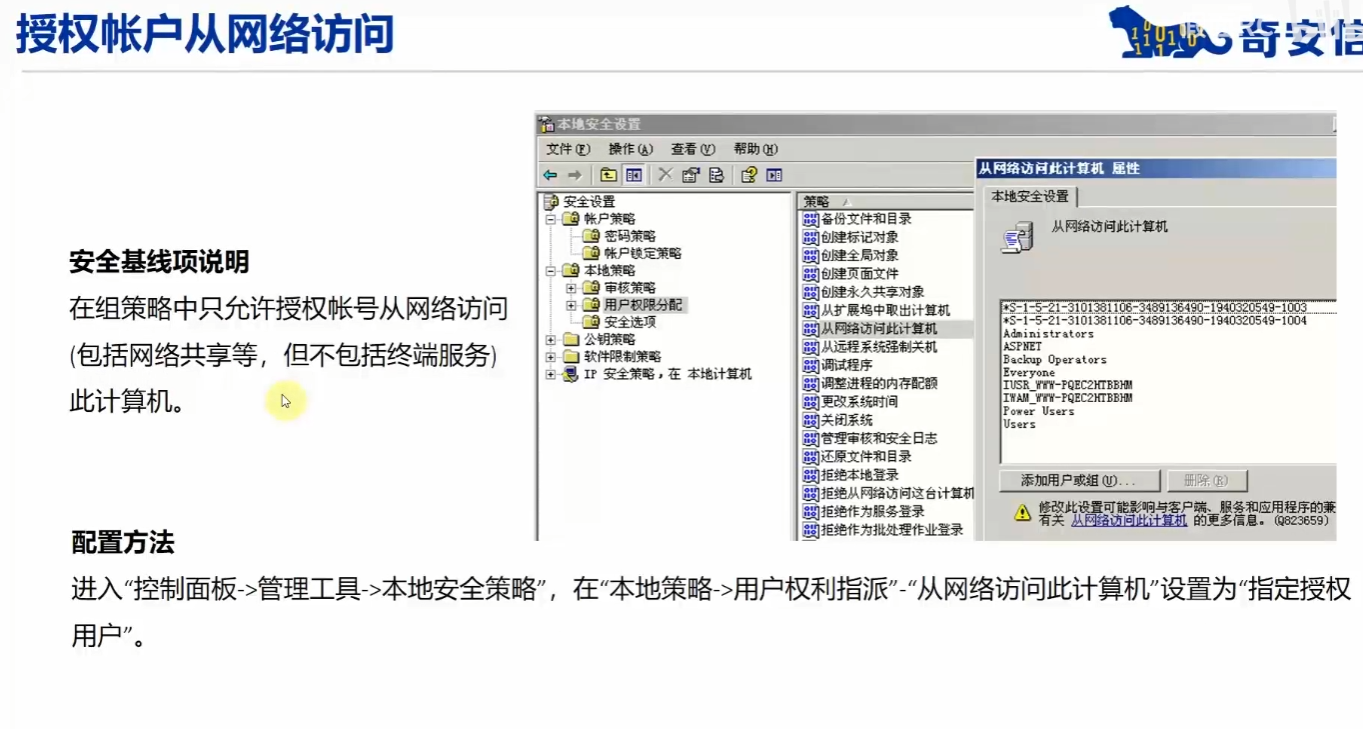 授权帐户从网络访问
奇安信
安全基线项说明
在组策略中只允许授权帐号从网络访问
(包括网络共享等，但不包括终端服务)
此计算机。
本地安全设置
文件(F) 操作(A) 查看(V) 帮助(H)
安全设置
帐户策略
密码策略
帐户锁定策略
本地策略
审核策略
用户权限分配
安全选项
公钥策略
软件限制策略
IP 安全策略，在 本地计算机
策略
备份文件和目录
创建标记对象
创建全局对象
创建页面文件
创建永久共享对象
从扩展坞中取出计算机
从网络访问此计算机
从远程系统强制关机
调试程序
调整进程的内存配额
更改系统时间
关闭系统
管理审核和安全日志
还原文件和目录
拒绝本地登录
拒绝从网络访问这台计算机
拒绝作为服务登录
拒绝作为批处理作业登录
从网络访问此计算机 属性
本地安全设置
从网络访问此计算机
*S-1-5-21-3101381106-3489136490-1940320549-1003
*S-1-5-21-3101381106-3489136490-1940320549-1004
Administrators
ASPNET
Backup Operators
Everyone
IUSR_WWW-PQEC2HTBBHM
IWAM_WWW-PQEC2HTBBHM
Power Users
Users
添加用户或组(U)... 删除(R)
修改此设置可能影响与客户端、服务和应用程序的兼
有关 从网络访问此计算机 的更多信息。(Q823659)
配置方法
进入“控制面板->管理工具->本地安全策略”，在“本地策略->用户权利指派”-“从网络访问此计算机”设置为“指定授权
用户”。